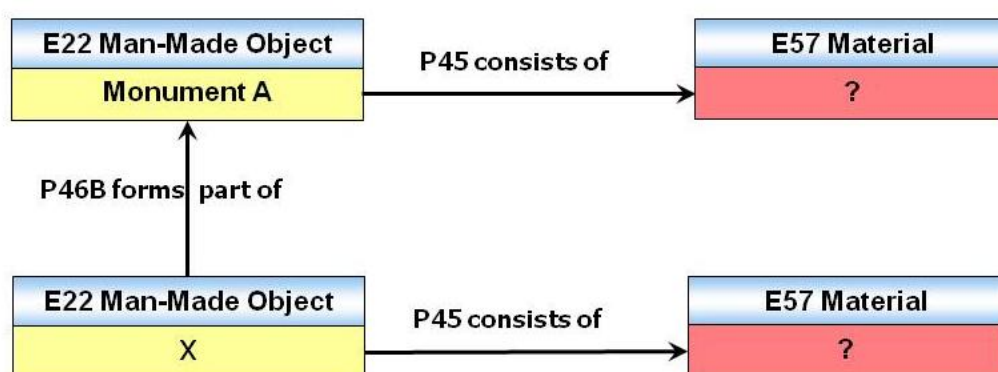 E22 Man-Made Object
Monument A
P45 consists of
E57 Material
?
P46B forms part of
E22 Man-Made Object
X
P45 consists of
E57 Material
?